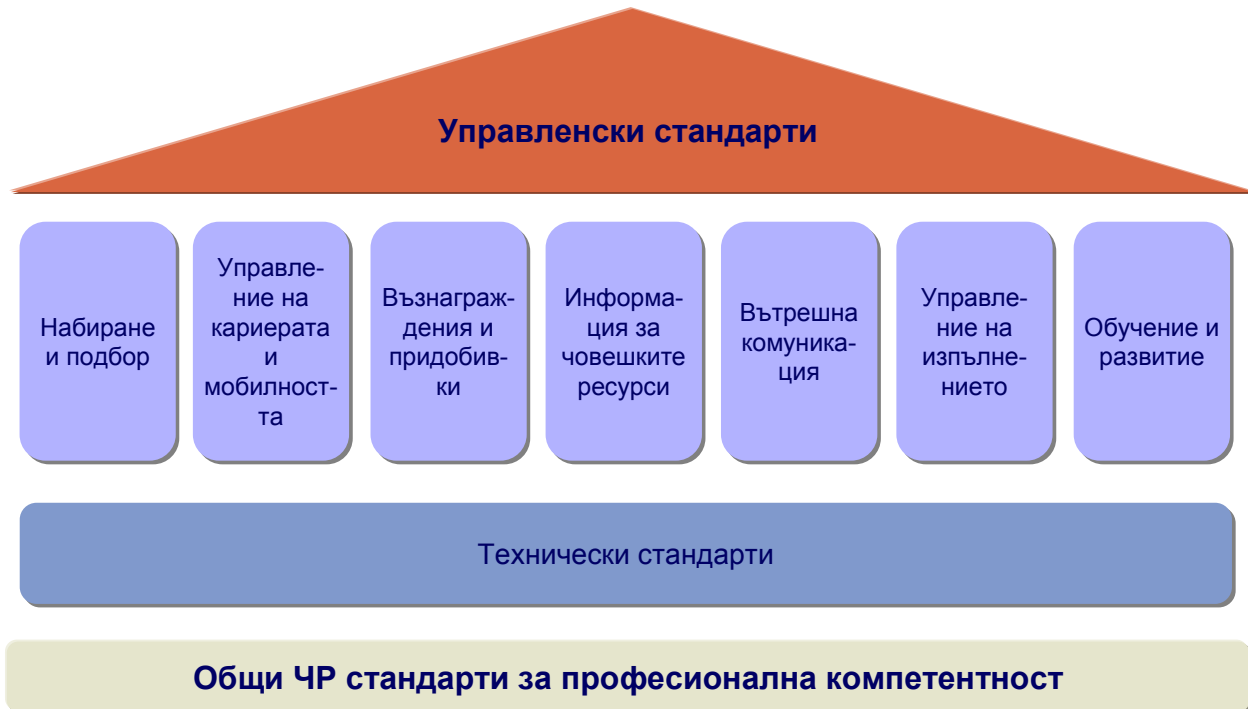 Управленски стандарти
Набиране
и подбор
Управле-
ние на
кариерата
и
мобилност-
та
Възнаграж-
дения и
придобив-
ки
Информа-
ция за
човешките
ресурси
Вътрешна
комуника-
ция
Управле-
ние на
изпълне-
нието
Обучение и
развитие
Технически стандарти
Общи ЧР стандарти за професионална компетентност